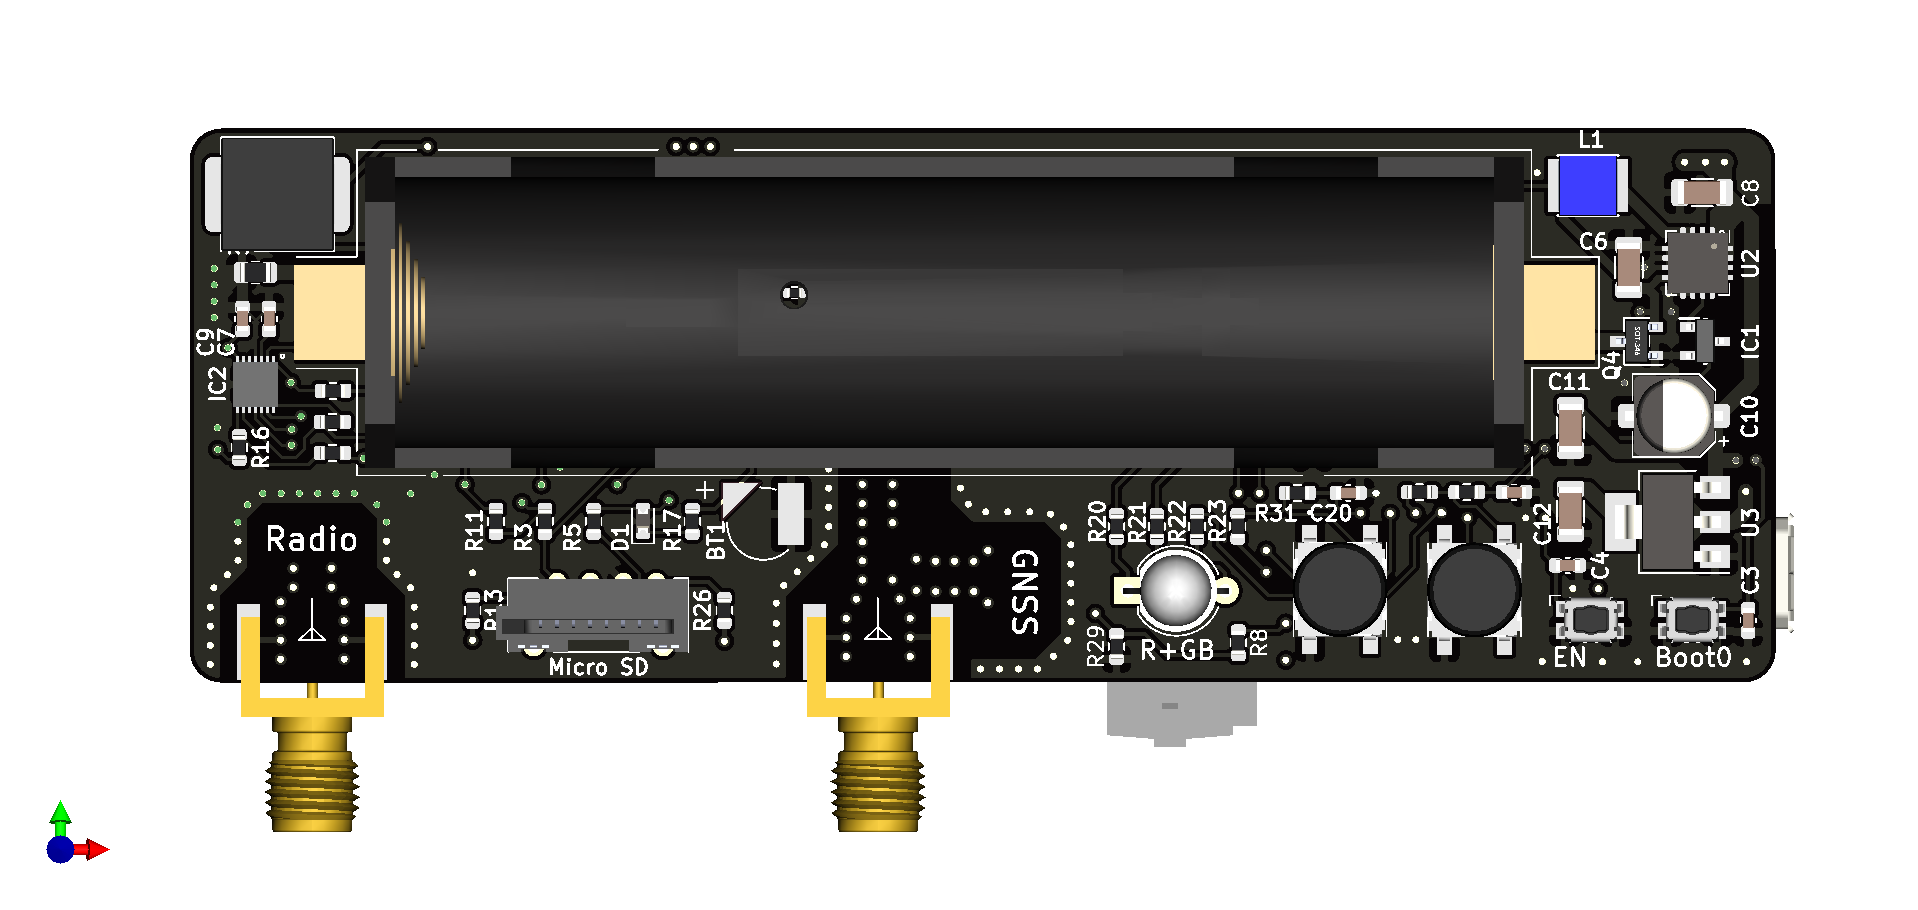 L1
C8
C6
U2
C9
C7
IC1
Q4
IC2
C11
C10
+
R16
+
Radio
R11
R3
R5
D1
R17
BT1
GNSS
R20
R21
R22
R23
R31 C20
C12
U3
C4
C3
R13
R26
Micro SD
R29
R+GB
R8
EN
Boot0